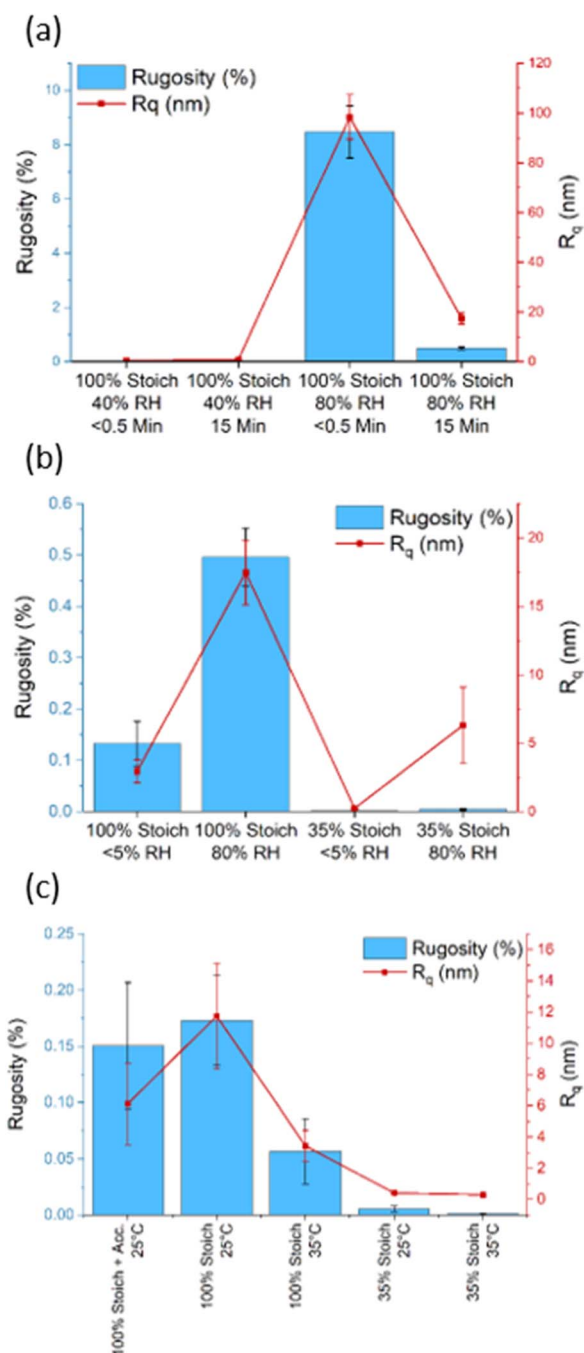 (a)
Rugosity (%)
Rq (nm)
10
8
6
4
2
0
Rugosity (%)
120
100
80
60
40
20
0
Rq (nm)
100% Stoich
40% RH
<0.5 Min
100% Stoich
40% RH
15 Min
100% Stoich
80% RH
<0.5 Min
100% Stoich
80% RH
15 Min
(b)
Rugosity (%)
Rq (nm)
0.6
0.5
0.4
0.3
0.2
0.1
0.0
Rugosity (%)
20
15
10
5
0
Rq (nm)
100% Stoich
<5% RH
100% Stoich
80% RH
35% Stoich
<5% RH
35% Stoich
80% RH
(c)
Rugosity (%)
Rq (nm)
0.25
0.20
0.15
0.10
0.05
0.00
Rugosity (%)
16
14
12
10
8
6
4
2
0
Rq (nm)
100% Stoich + Acc.
25°C
100% Stoich
25°C
100% Stoich
35°C
35% Stoich
25°C
35% Stoich
35°C